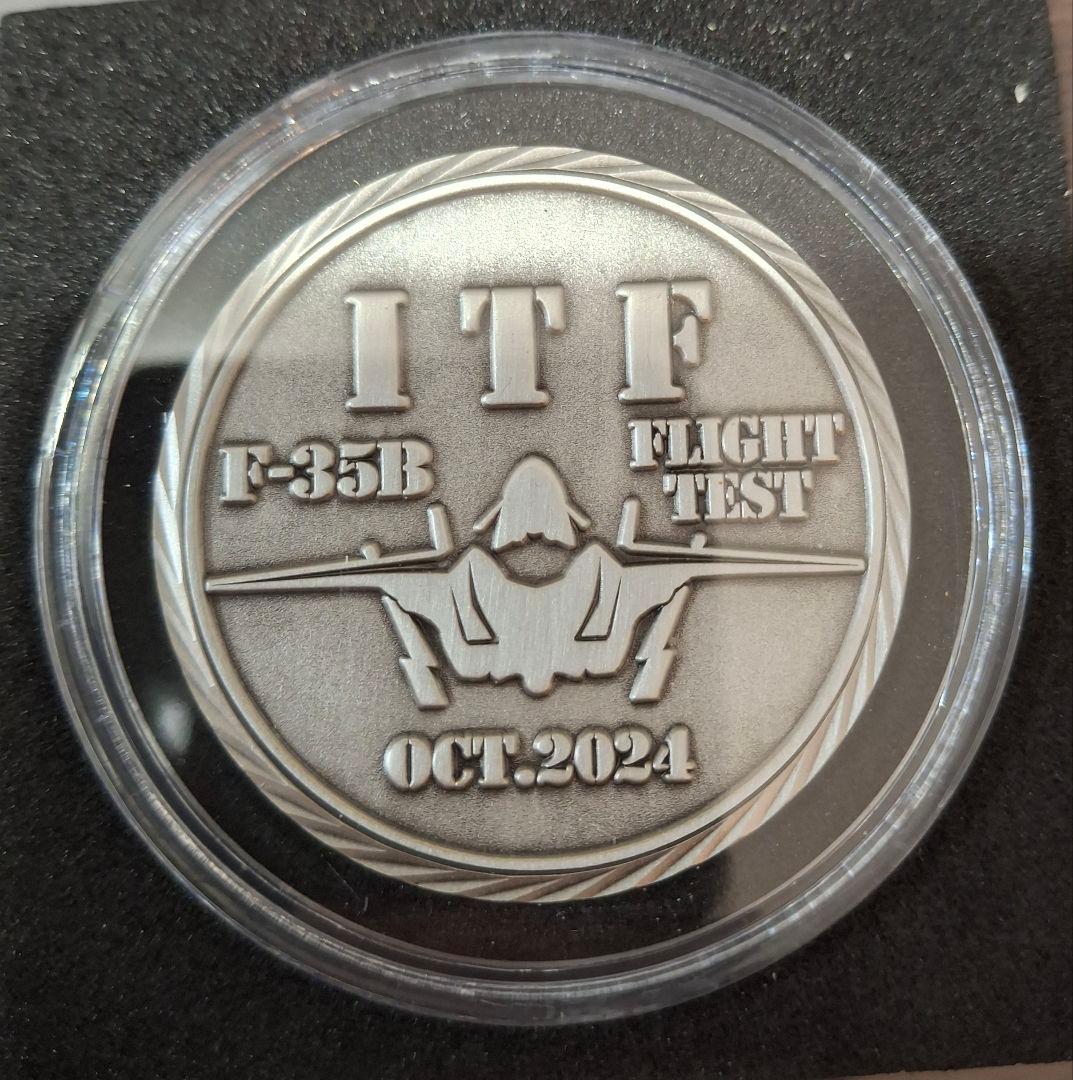 ITF
F-35B
FLIGHT
TEST
OCT.2024